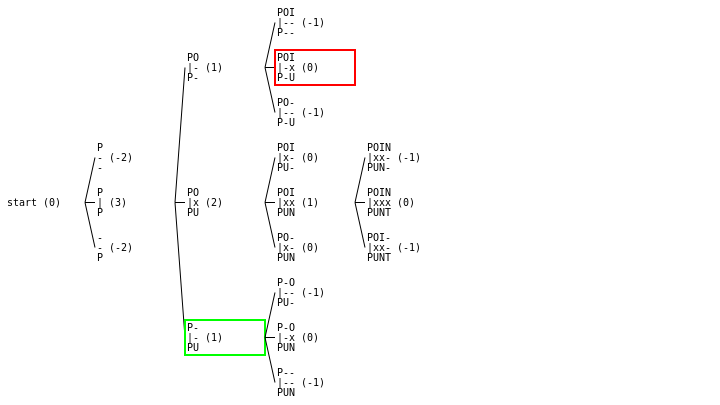 POI
|-- (-1)
P--
PO
|- (1)
P-
POI
|-x (0)
P-U
PO-
|-- (-1)
P-U
P
- (-2)
-
POI
|x- (0)
PU-
POIN
|xx- (-1)
PUN-
start (0)
P
| (3)
P
PO
|x (2)
PU
POI
|xx (1)
PUN
POIN
|xxx (0)
PUNT
-
- (-2)
P
PO-
|x- (0)
PUN
POI-
|xx- (-1)
PUNT
P-O
|-- (-1)
PU-
P-
|- (1)
PU
P-O
|-x (0)
PUN
P--
|-- (-1)
PUN